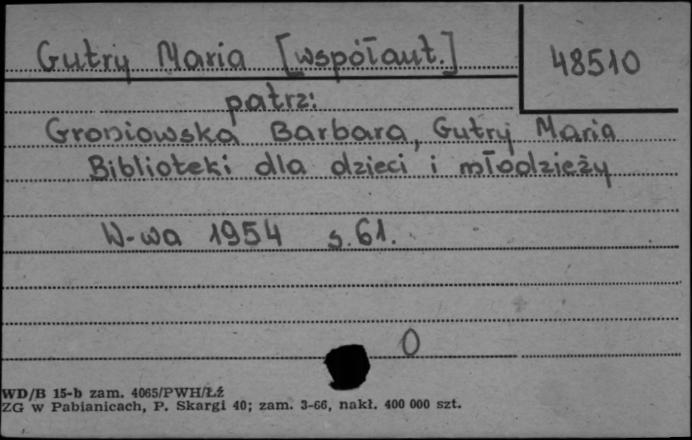 Gutry Maria [współaut.]
48510
patrz:
Groniowska Barbara, Gutry Maria
Biblioteki dla dzieci i młodzieży
W-wa 1954 s. 61.
0
WD/B 15-b zam. 4065/PWH/Łź
ZG w Pabianicach, P. Skargi 40; zam. 3-66, nakł. 400 000 szt.